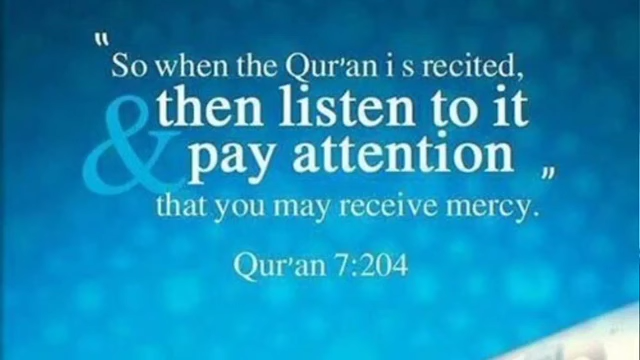 "So when the Qur'an i s recited,
& then listen to it
pay attention "
that you may receive mercy.
Qur'an 7:204